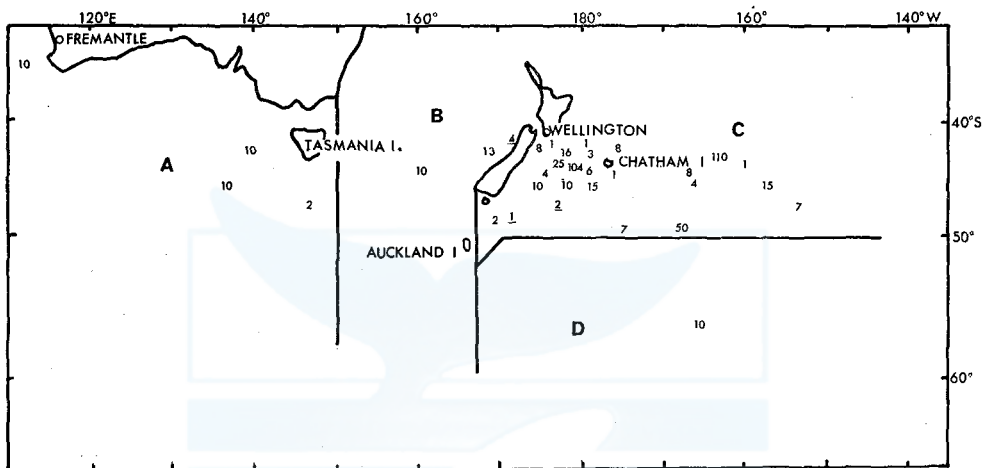 120°E 140° 160° 180° 160° 140°W
FREMANTLE
10
B
4 WELLINGTON C 40°S
TASMANIA I.
10 13 8 1 1 8
16 3 110
A 10 25 104 6 CHATHAM I 1
4 1 8
10 10 10 15 4 15
2 2 7
2 1
7 50
50°
AUCKLAND I
D 10
60°